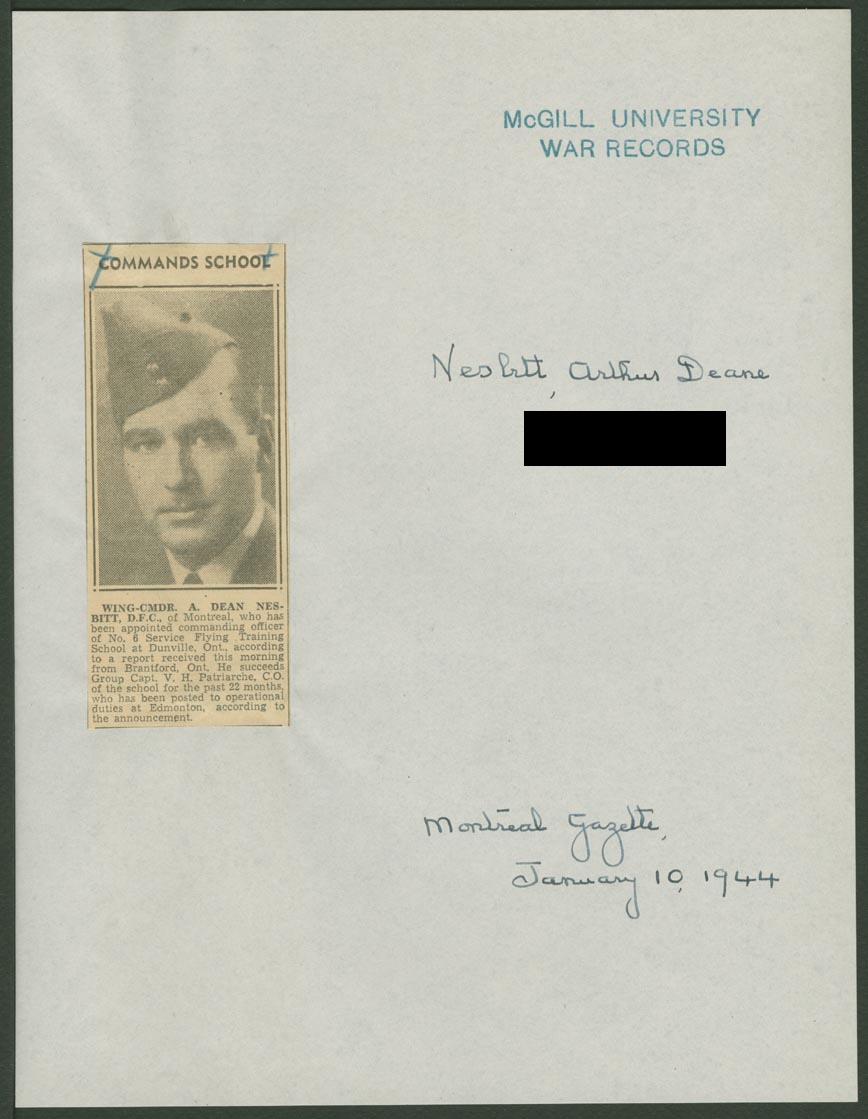 McGILL UNIVERSITY
WAR RECORDS
COMMANDS SCHOOL
Nesbitt, Arthur Deane
WING-CMDR. A. DEAN NES-
BITT, D.F.C., of Montreal, who has
been appointed commanding officer
of No. 6 Service Flying Training
School at Dunville, Ont., according
to a report received this morning
from Brantford, Ont. He succeeds
Group Capt. V. H. Patriarche, C.O.
of the school for the past 22 months,
who has been posted to operational
duties at Edmonton, according to
the announcement.
Montreal Gazette,
January 10, 1944